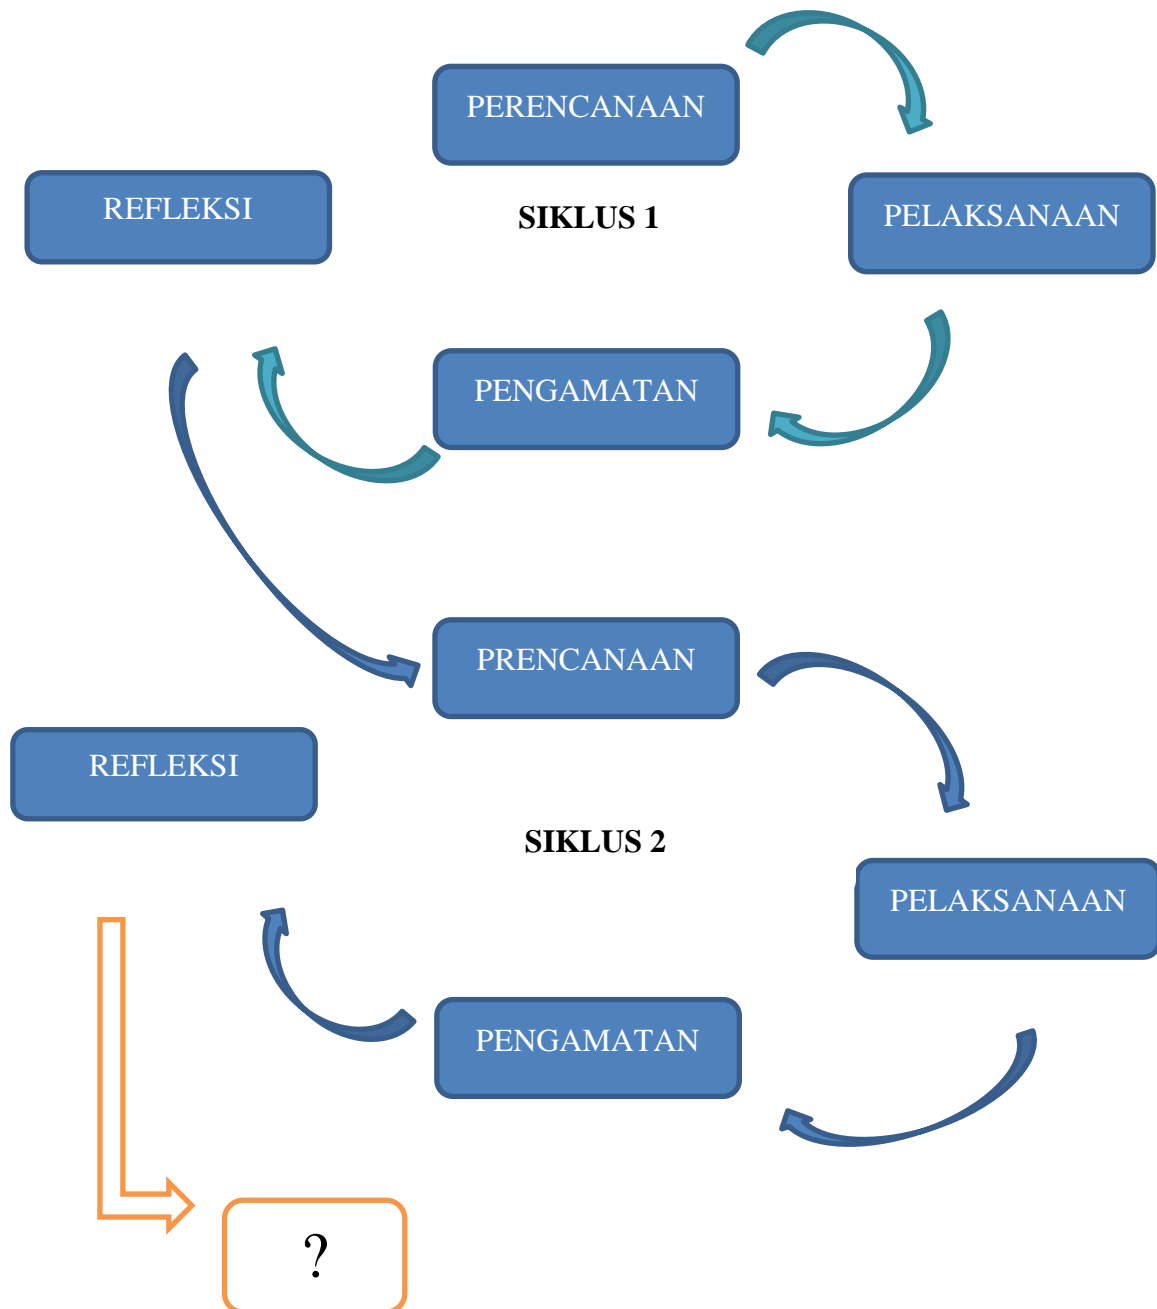 PERENCANAAN
REFLEKSI
SIKLUS 1
PELAKSANAAN
PENGAMATAN
PRENCANAAN
REFLEKSI
SIKLUS 2
PELAKSANAAN
PENGAMATAN
?